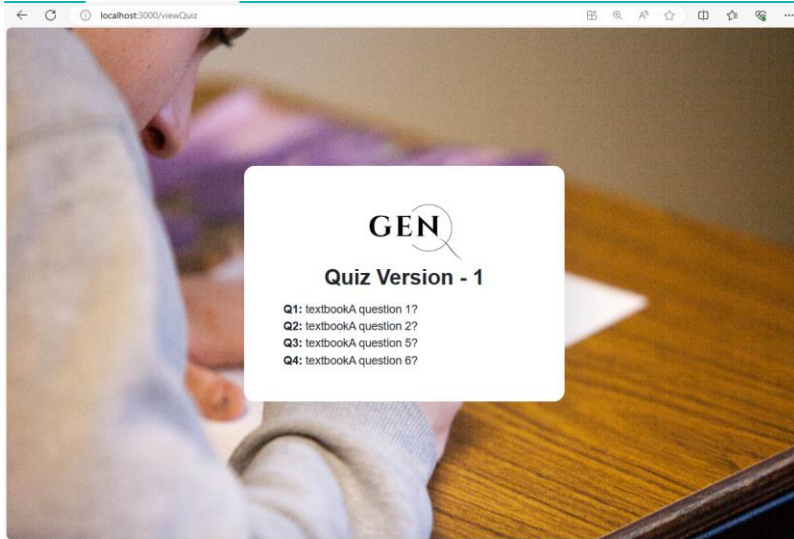 localhost:3000/viewQuiz
GEN
Quiz Version - 1
Q1: textbookA question 1?
Q2: textbookA question 2?
Q3: textbookA question 5?
Q4: textbookA question 6?